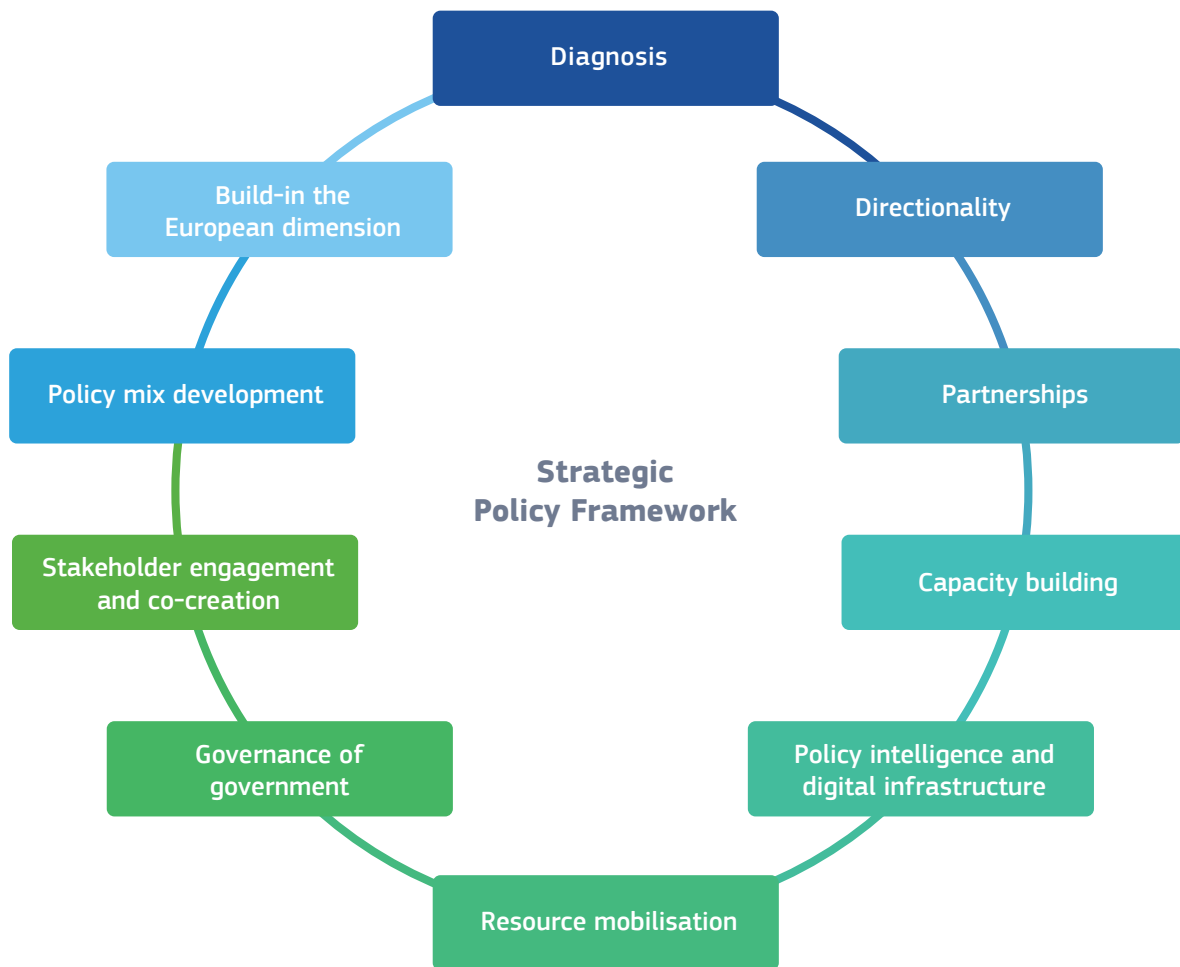 Diagnosis
Build-in the
European dimension
Directionality
Policy mix development
Partnerships
Strategic
Policy Framework
Stakeholder engagement
and co-creation
Capacity building
Governance of
government
Policy intelligence and
digital infrastructure
Resource mobilisation